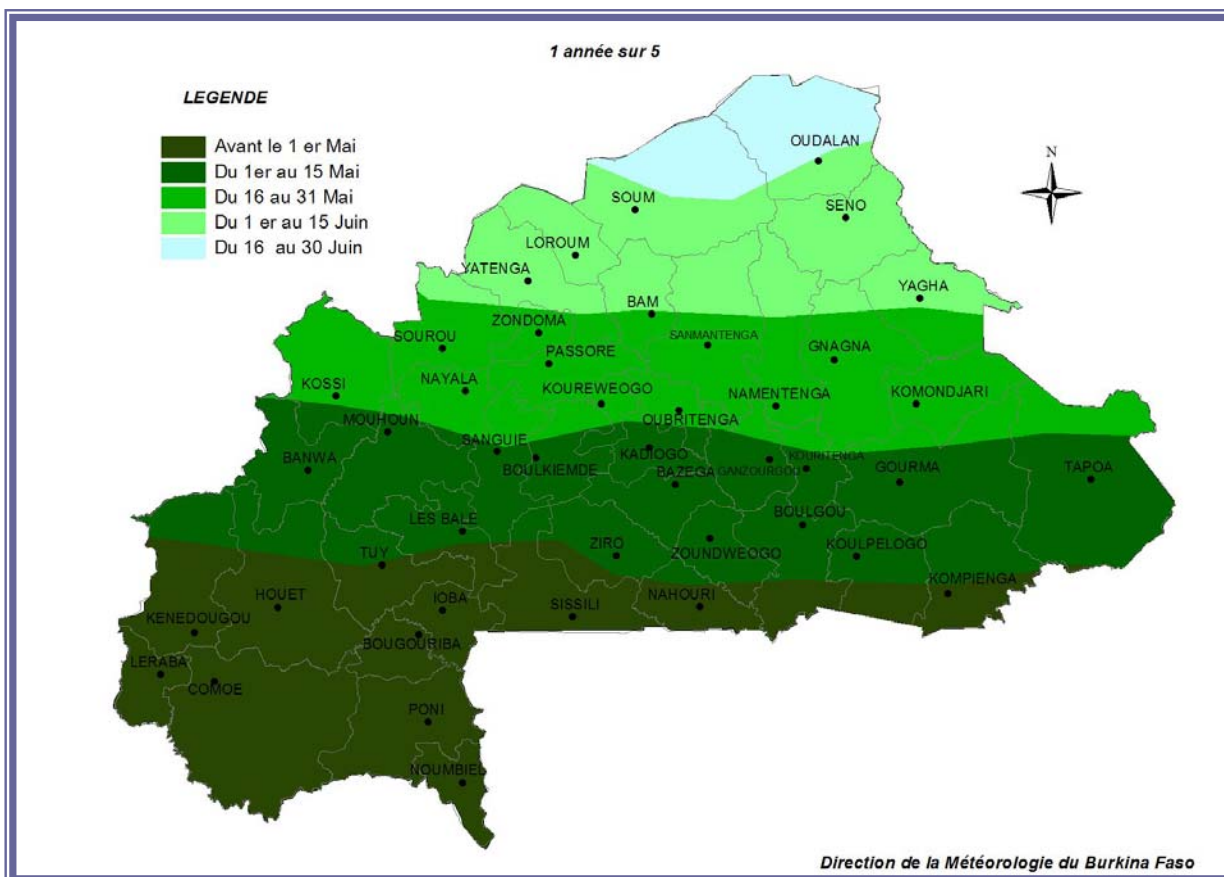 1 année sur 5
LEGENDE
Avant le 1 er Mai
Du 1er au 15 Mai
Du 16 au 31 Mai
Du 1 er au 15 Juin
Du 16 au 30 Juin
N
OUDALAN
SOUM
SENO
LOROUM
YATENGA
YAGHA
BAM
ZONDOMA
SANMANTENGA
SOUROU
PASSORE
GNAGNA
KOSSI
NAYALA
KOUREWEOGO
NAMENTENGA
KOMONDJARI
OUBRITENGA
MOUHOUN
SANGUIE
KADIOGO
KOURITENGA
BANWA
BOULKIEMDE
BAZEGA
GANZOURGOU
GOURMA
TAPOA
LES BALE
BOULGOU
TUY
ZIRO
ZOUNDWEOGO
KOULPELOGO
KOMPIENGA
HOUET
IOBA
SISSILI
NAHOURI
KENEDOUGOU
BOUGOURIBA
LERABA
COMOE
PONI
NOUMBIEL
Direction de la Météorologie du Burkina Faso